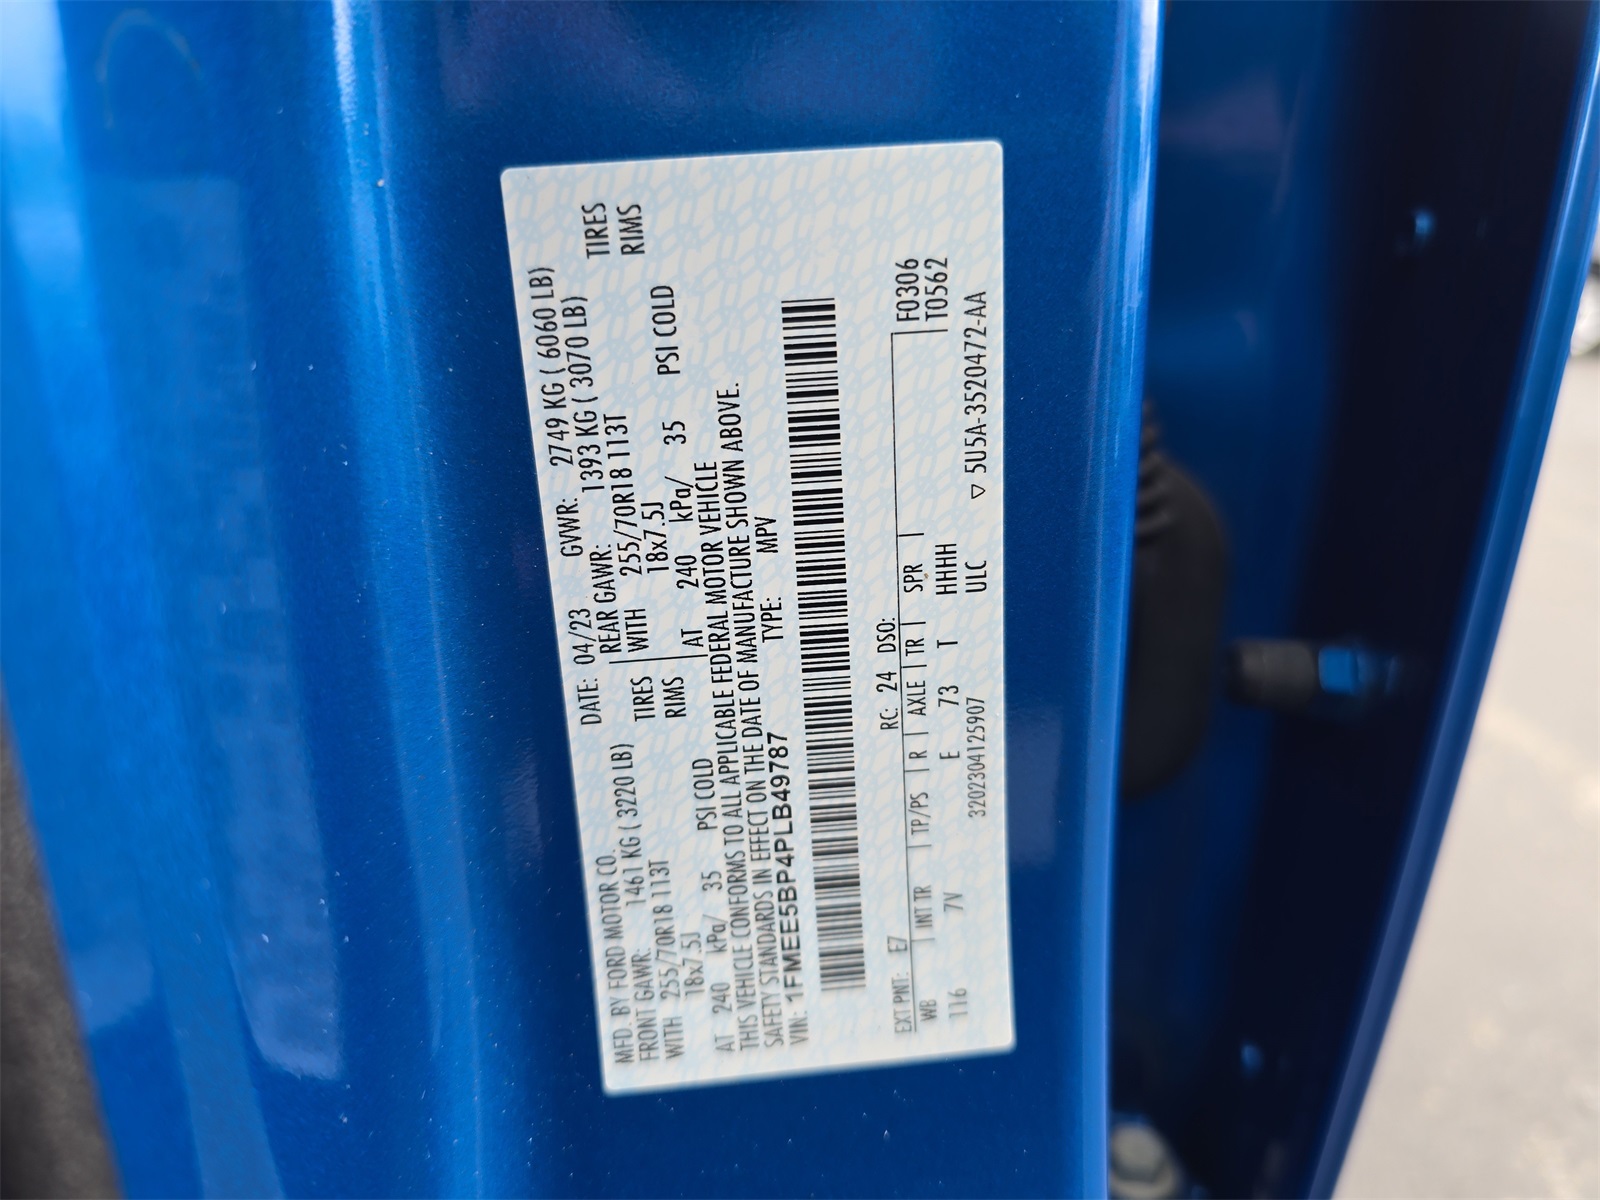 MFD. BY FORD MOTOR CO.
DATE: 04/23 GVWR: 2749 KG ( 6060 LB)
FRONT GAWR: 1461 KG ( 3220 LB) REAR GAWR: 1393 KG ( 3070 LB)
WITH 255/70R18 113T TIRES WITH 255/70R18 113T TIRES
18x7.5J RIMS 18x7.5J RIMS
AT 240 kPa/ 35 PSI COLD AT 240 kPa/ 35 PSI COLD
THIS VEHICLE CONFORMS TO ALL APPLICABLE FEDERAL MOTOR VEHICLE
SAFETY STANDARDS IN EFFECT ON THE DATE OF MANUFACTURE SHOWN ABOVE.
VIN: 1FMEE5BP4PLB49787 TYPE: MPV
EXT PNT: E7 RC: 24 DSO: F0306
WB INT TR TP/PS R AXLE TR SPR T0562
116 7V E 73 T HHHH
320230412590​7 ULC ▽ 5U5A-3520472-AA